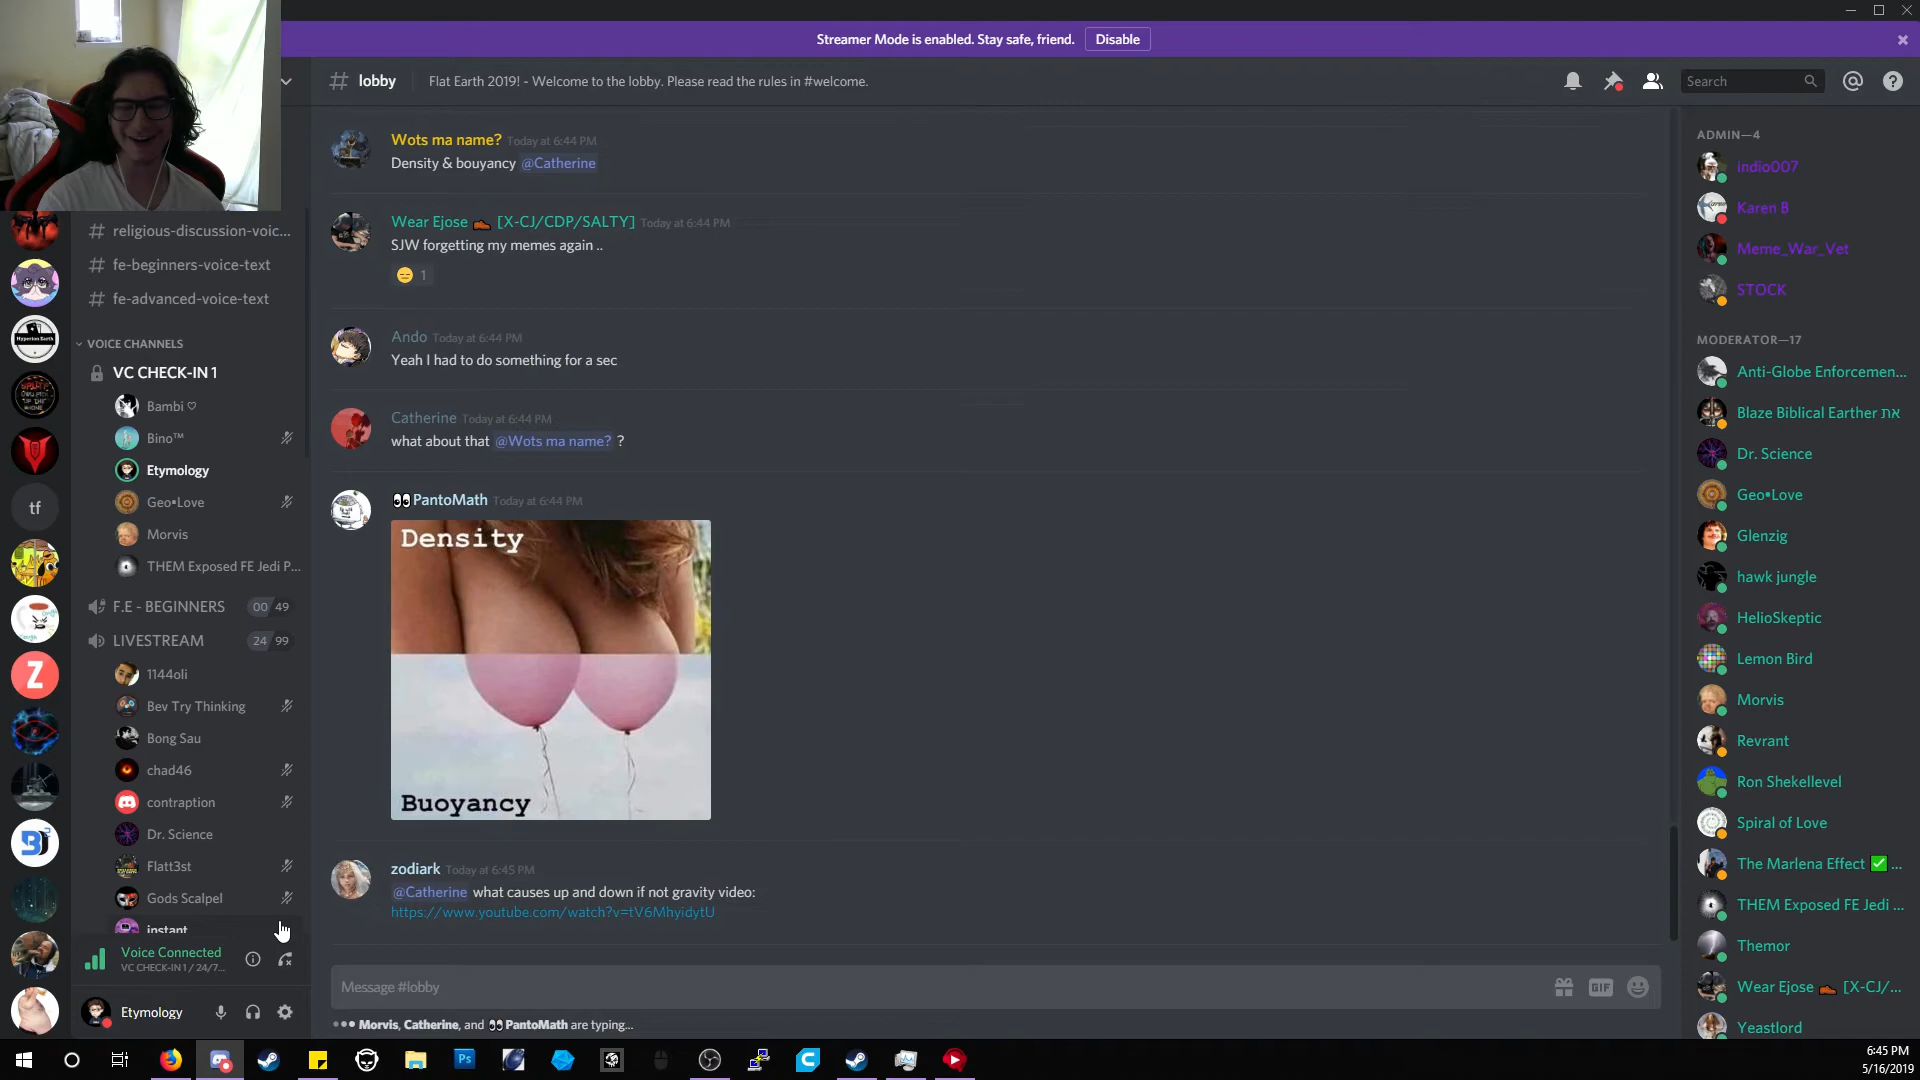 Streamer Mode is enabled. Stay safe, friend. Disable
lobby
Flat Earth 2019! - Welcome to the lobby. Please read the rules in #welcome.
Search
religious-discussion-voic...
fe-beginners-voice-text
fe-advanced-voice-text
VOICE CHANNELS
VC CHECK-IN 1
Bambi ♡
Bino™
Etymology
Geo•Love
Morvis
THEM Exposed FE Jedi P...
F.E - BEGINNERS 00 49
LIVESTREAM 24 99
1144oli
Bev Try Thinking
Bong Sau
chad46
contraption
Dr. Science
Flatt3st
Gods Scalpel
instant
Voice Connected
VC CHECK-IN 1 / 24/7...
Etymology
tf
Z
Wots ma name? Today at 6:44 PM
Density & bouyancy @Catherine
Wear Ejose 👞 [X-CJ/CDP/SALTY] Today at 6:44 PM
SJW forgetting my memes again ..
😑 1
Ando Today at 6:44 PM
Yeah I had to do something for a sec
Catherine Today at 6:44 PM
what about that @Wots ma name? ?
👀PantoMath Today at 6:44 PM
Density
Buoyancy
zodiark Today at 6:45 PM
@Catherine what causes up and down if not gravity video:
https://www.youtube.com/watch?v=tV6MhyidytU
Message #lobby
GIF
Morvis, Catherine, and 👀PantoMath are typing...
ADMIN—4
indio007
Karen B
Meme_War_Vet
STOCK
MODERATOR—17
Anti-Globe Enforcemen...
Blaze Biblical Earther את
Dr. Science
Geo•Love
Glenzig
hawk jungle
HelioSkeptic
Lemon Bird
Morvis
Revrant
Ron Shekellevel
Spiral of Love
The Marlena Effect ✅ ...
THEM Exposed FE Jedi ...
Themor
Wear Ejose 👞 [X-CJ/...
Yeastlord
Ps
6:45 PM
5/16/2019